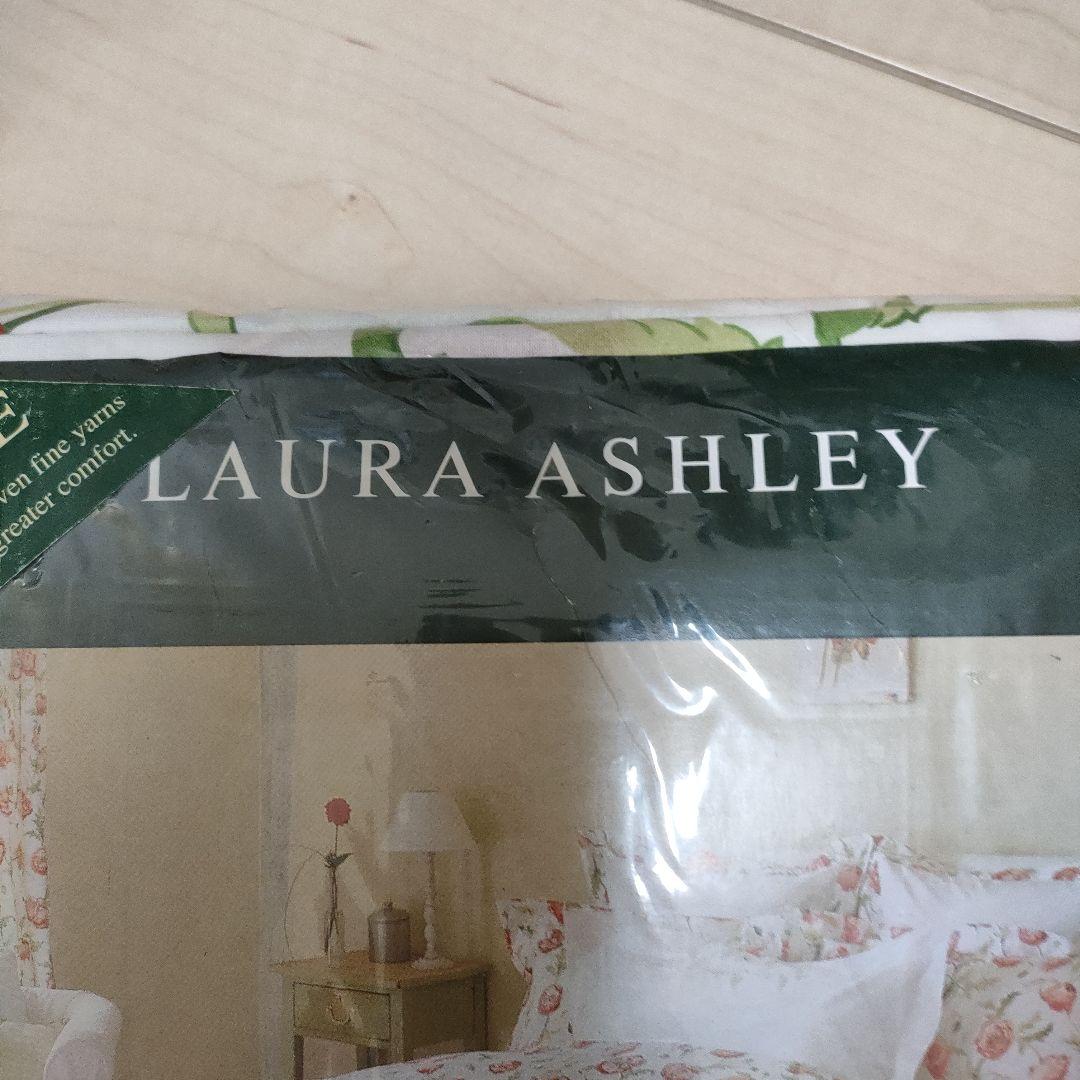 E
ven fine yarns
greater comfort.
LAURA ASHLEY